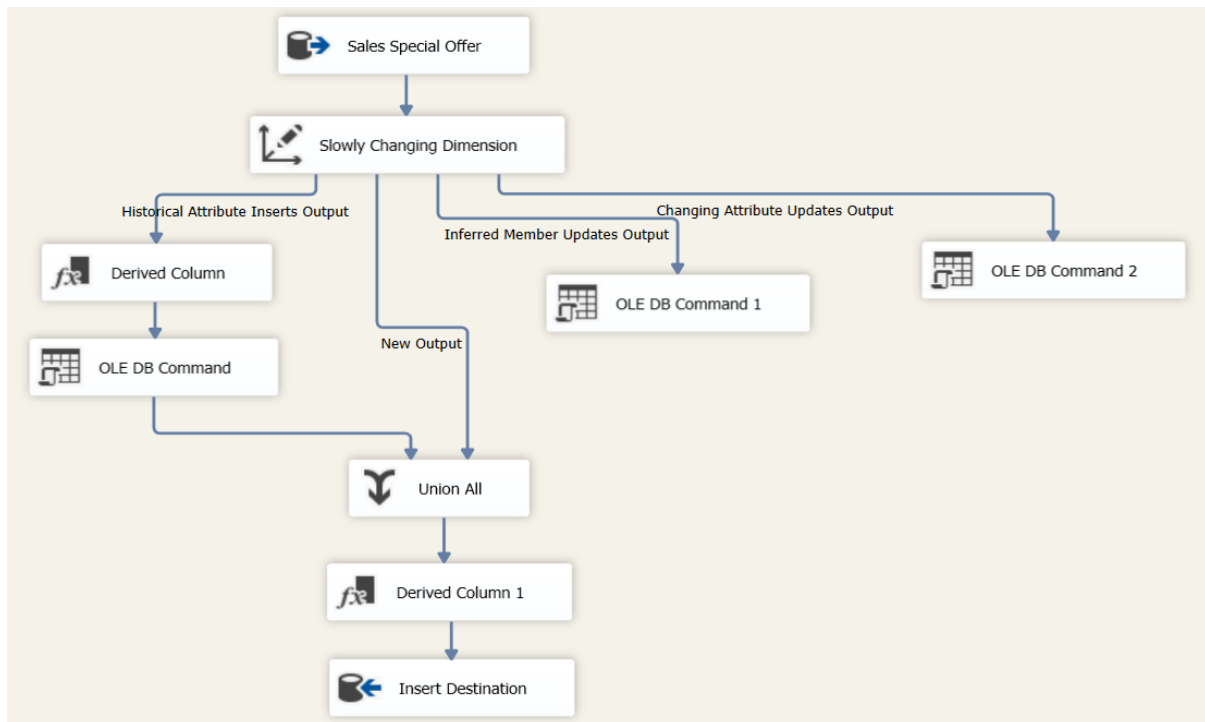 Sales Special Offer
Slowly Changing Dimension
Historical Attribute Inserts Output
Changing Attribute Updates Output
Inferred Member Updates Output
Derived Column
OLE DB Command 2
OLE DB Command 1
New Output
OLE DB Command
Union All
Derived Column 1
Insert Destination